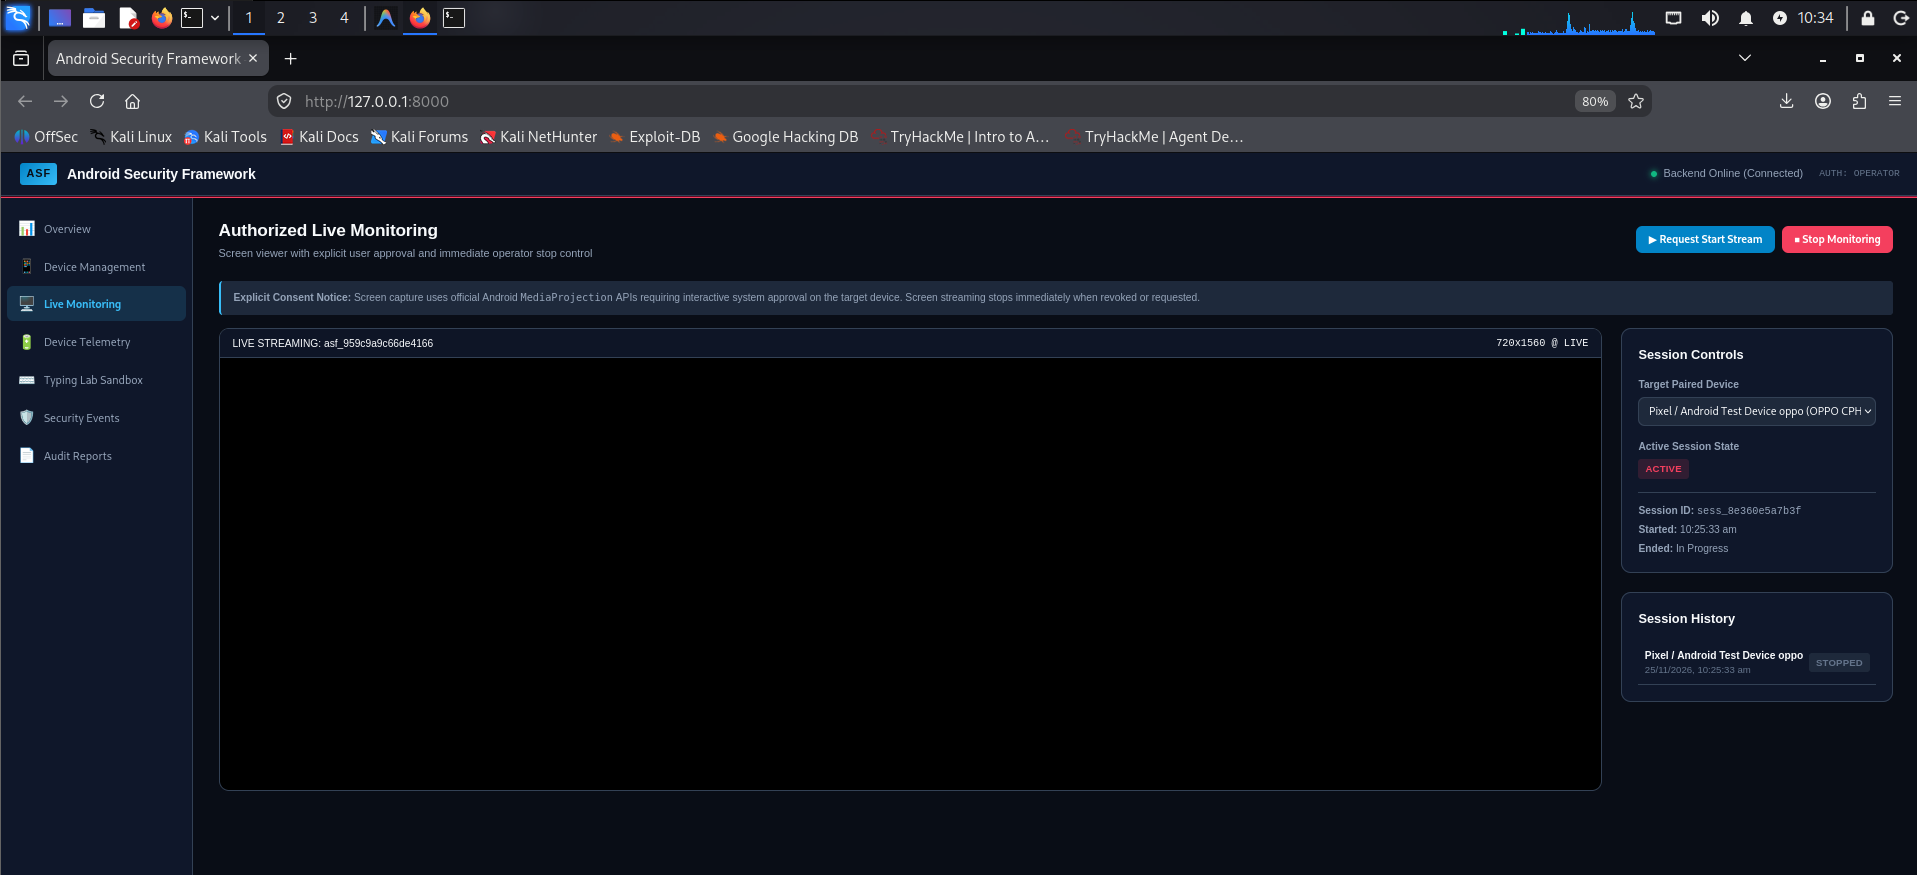 1 2 3 4 10:34
Android Security Framework
http://127.0.0.1:8000 80%
OffSec Kali Linux Kali Tools Kali Docs Kali Forums Kali NetHunter Exploit-DB Google Hacking DB TryHackMe | Intro to A… TryHackMe | Agent De…
ASF Android Security Framework Backend Online (Connected) AUTH: OPERATOR
Overview
Device Management
Live Monitoring
Device Telemetry
Typing Lab Sandbox
Security Events
Audit Reports
Authorized Live Monitoring
Screen viewer with explicit user approval and immediate operator stop control
Request Start Stream Stop Monitoring
Explicit Consent Notice: Screen capture uses official Android MediaProjection APIs requiring interactive system approval on the target device. Screen streaming stops immediately when revoked or requested.
LIVE STREAMING: asf_959c9a9c66de4166 720x1560 @ LIVE
Session Controls
Target Paired Device
Pixel / Android Test Device oppo (OPPO CPH
Active Session State
ACTIVE
Session ID: sess_8e360e5a7b3f
Started: 10:25:33 am
Ended: In Progress
Session History
Pixel / Android Test Device oppo
25/11/2026, 10:25:33 am
STOPPED